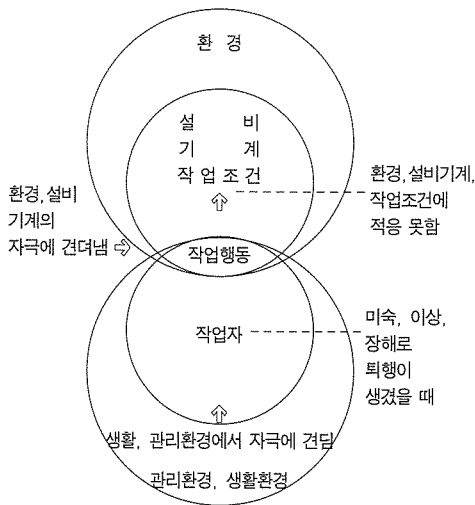 환 경
설 비
기 계
작업조건
환경, 설비
기계의
자극에 견뎌냄
환경, 설비기계,
작업조건에
적응 못함
작업행동
작업자
미숙, 이상,
장해로
퇴행이
생겼을 때
생활, 관리환경에서 자극에 견딤
관리환경, 생활환경